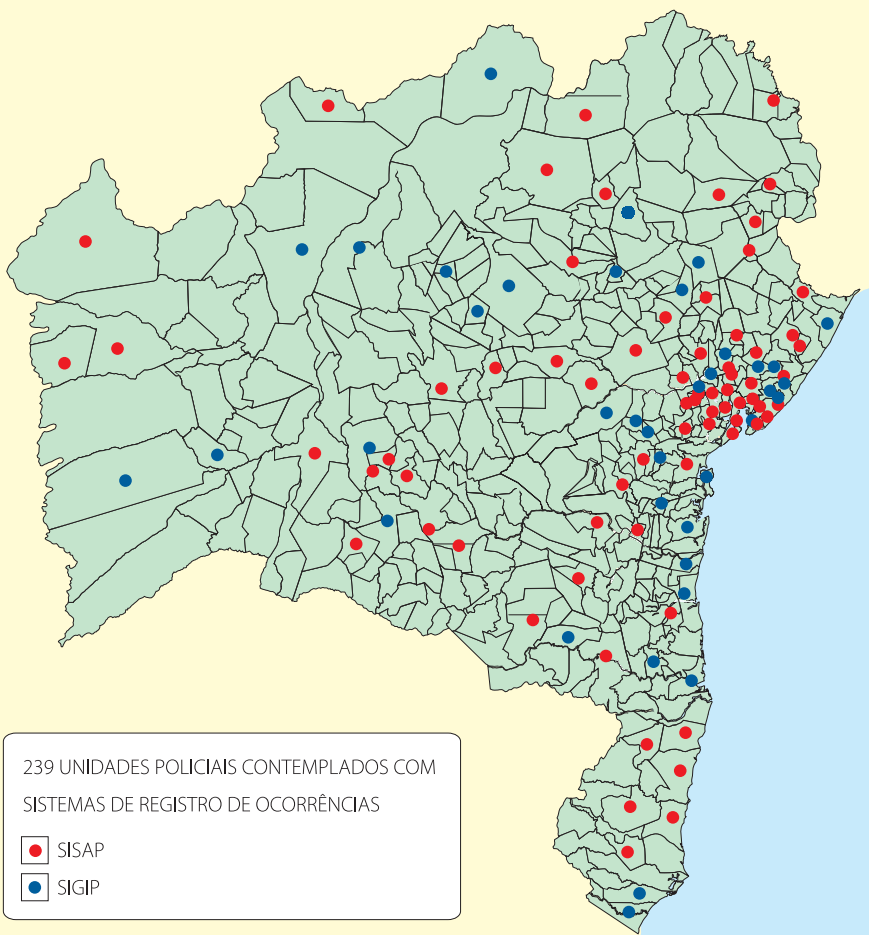 239 UNIDADES POLICIAIS CONTEMPLADOS COM
SISTEMAS DE REGISTRO DE OCORRÊNCIAS
SISAP
SIGIP